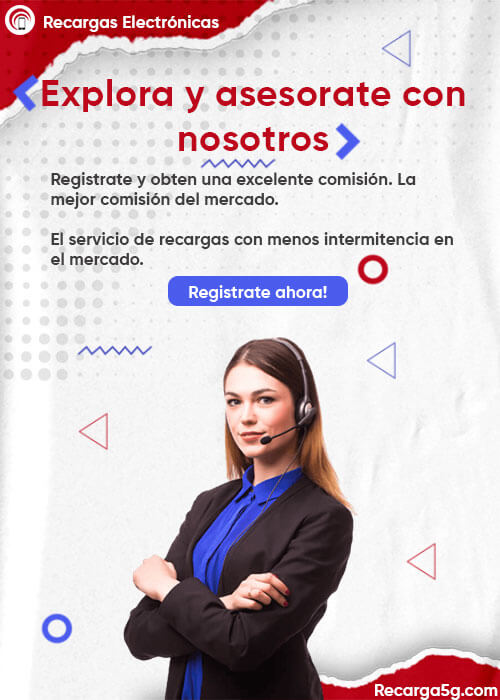 Recargas Electrónicas
Explora y asesorate con
nosotros
Registrate y obten una excelente comisión. La
mejor comisión del mercado.
El servicio de recargas con menos intermitencia en
el mercado.
Registrate ahora!
Recarga5g.com